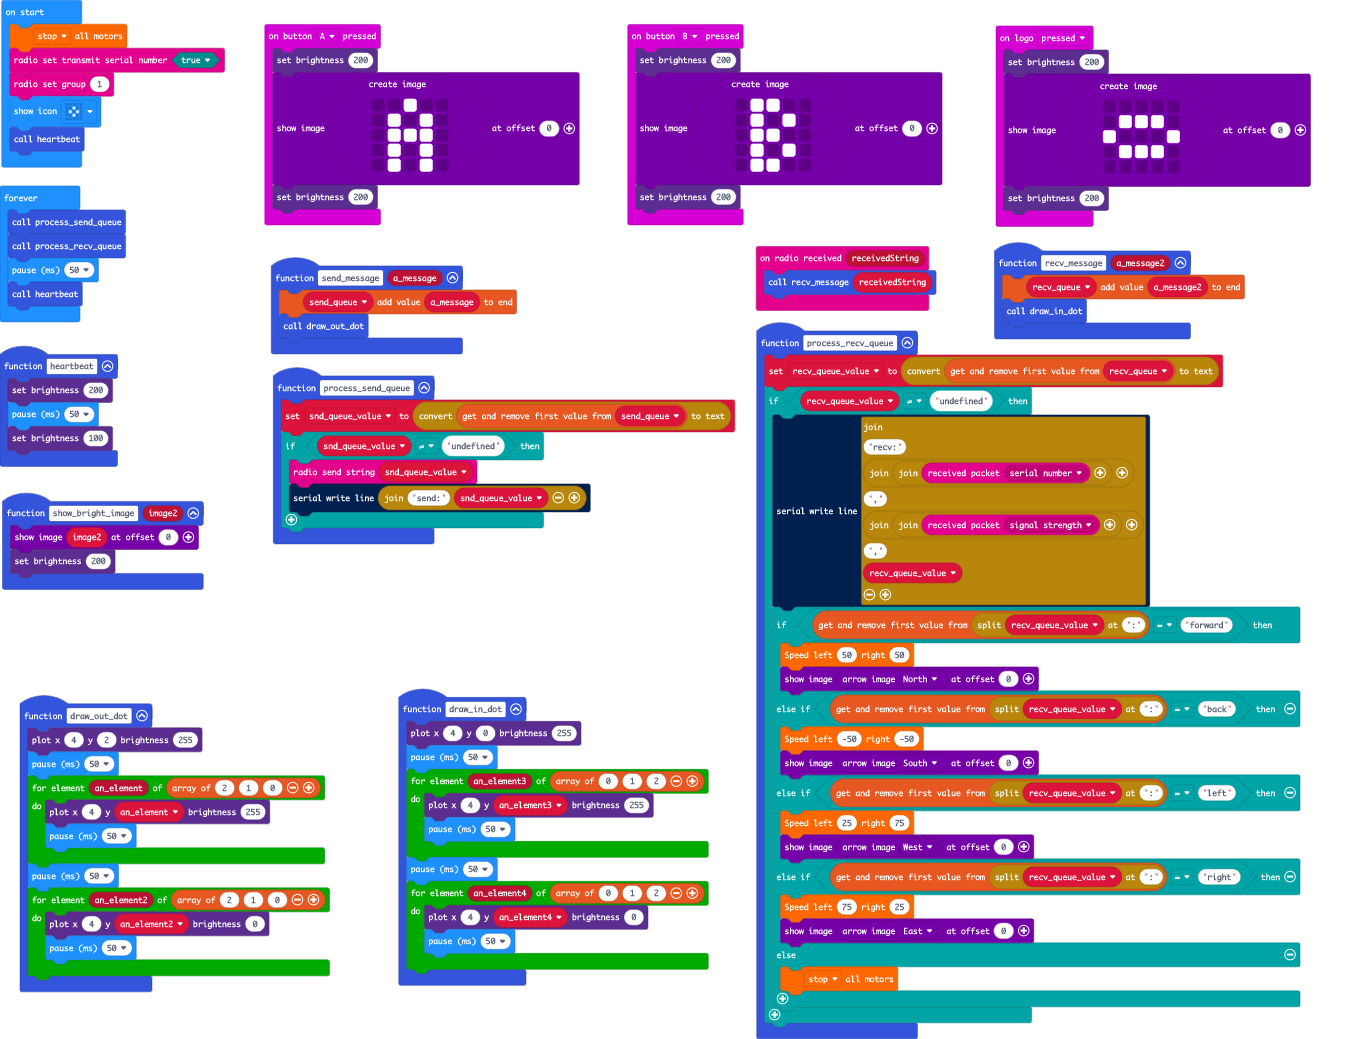 on start
stop all motors
radio set transmit serial number true
radio set group 1
show icon
call heartbeat
forever
call process_send_queue
call process_recv_queue
pause (ms) 50
call heartbeat
function heartbeat
set brightness 200
pause (ms) 50
set brightness 100
function show_bright_image image2
show image image2 at offset 0
set brightness 200
on button A pressed
set brightness 200
create image
show image at offset 0
set brightness 200
on button B pressed
set brightness 200
create image
show image at offset 0
set brightness 200
on logo pressed
set brightness 200
create image
show image at offset 0
set brightness 200
function send_message a_message
send_queue add value a_message to end
call draw_out_dot
function process_send_queue
set snd_queue_value to convert get and remove first value from send_queue to text
if snd_queue_value ≠ "undefined" then
radio send string snd_queue_value
serial write line join "send:" snd_queue_value
on radio received receivedString
call recv_message receivedString
function recv_message a_message2
recv_queue add value a_message2 to end
call draw_in_dot
function process_recv_queue
set recv_queue_value to convert get and remove first value from recv_queue to text
if recv_queue_value ≠ "undefined" then
join
"recv:"
join join received packet serial number
","
serial write line
join join received packet signal strength
","
recv_queue_value
if get and remove first value from split recv_queue_value at ":" = "forward" then
Speed left 50 right 50
show image arrow image North at offset 0
else if get and remove first value from split recv_queue_value at ":" = "back" then
Speed left -50 right -50
show image arrow image South at offset 0
else if get and remove first value from split recv_queue_value at ":" = "left" then
Speed left 25 right 75
show image arrow image West at offset 0
else if get and remove first value from split recv_queue_value at ":" = "right" then
Speed left 75 right 25
show image arrow image East at offset 0
else
stop all motors
function draw_out_dot
plot x 4 y 2 brightness 255
pause (ms) 50
for element an_element of array of 2 1 0
do
plot x 4 y an_element brightness 255
pause (ms) 50
pause (ms) 50
for element an_element2 of array of 2 1 0
do
plot x 4 y an_element2 brightness 0
pause (ms) 50
function draw_in_dot
plot x 4 y 0 brightness 255
pause (ms) 50
for element an_element3 of array of 0 1 2
do
plot x 4 y an_element3 brightness 255
pause (ms) 50
pause (ms) 50
for element an_element4 of array of 0 1 2
do
plot x 4 y an_element4 brightness 0
pause (ms) 50